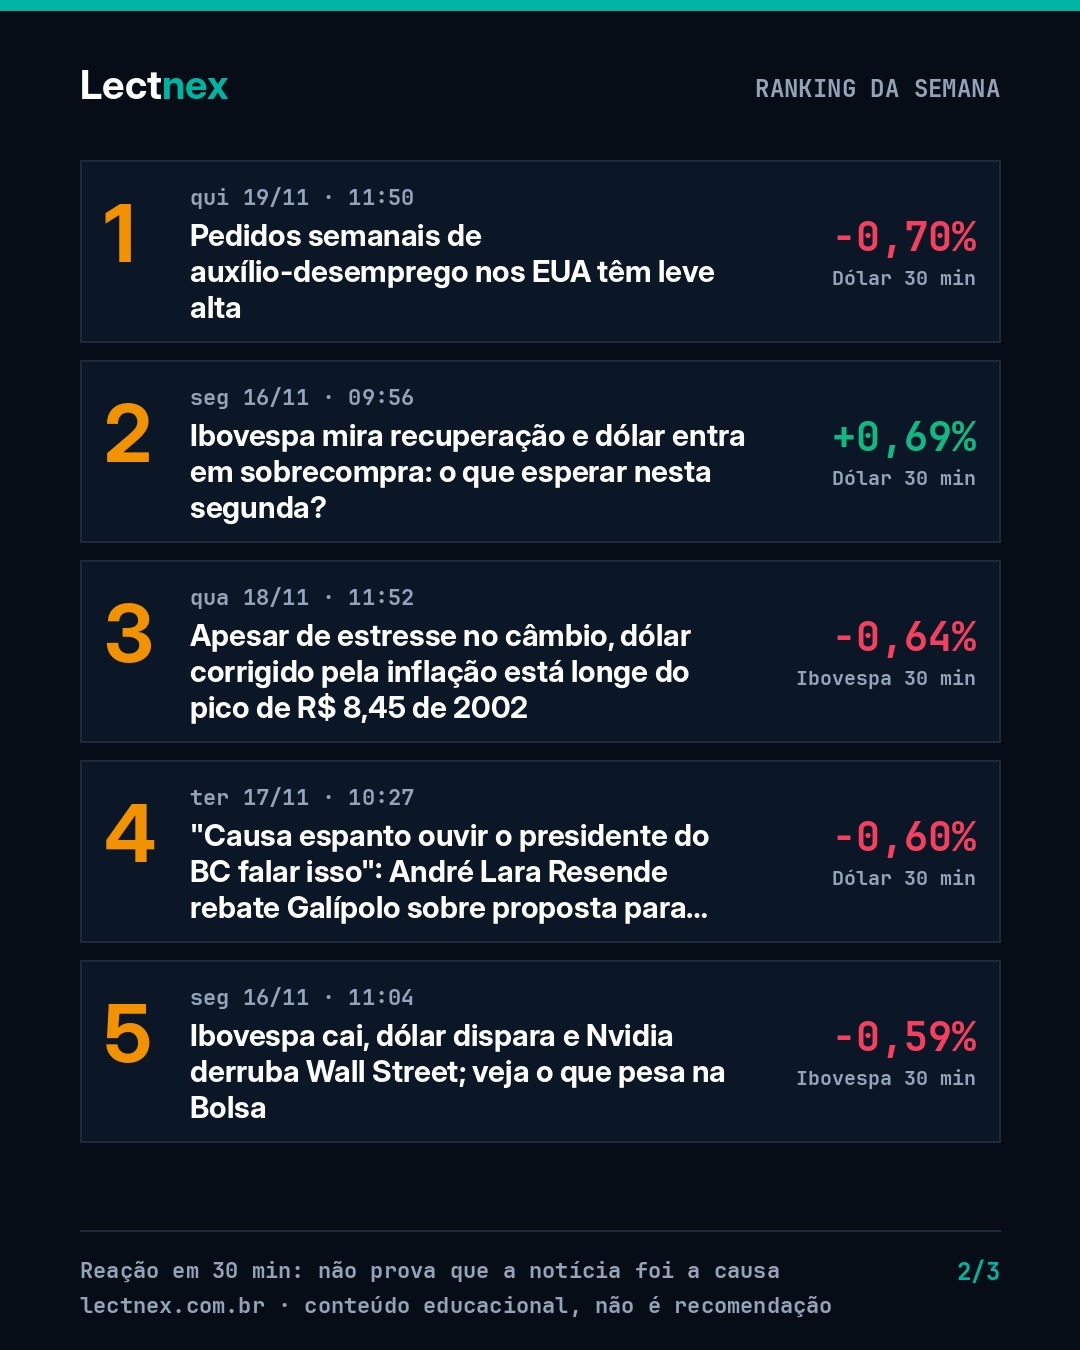 Lectnex
RANKING DA SEMANA
1
qui 19/11 · 11:50
Pedidos semanais de
auxílio-desemprego nos EUA têm leve
alta
-0,70%
Dólar 30 min
2
seg 16/11 · 09:56
Ibovespa mira recuperação e dólar entra
em sobrecompra: o que esperar nesta
segunda?
+0,69%
Dólar 30 min
3
qua 18/11 · 11:52
Apesar de estresse no câmbio, dólar
corrigido pela inflação está longe do
pico de R$ 8,45 de 2002
-0,64%
Ibovespa 30 min
4
ter 17/11 · 10:27
"Causa espanto ouvir o presidente do
BC falar isso": André Lara Resende
rebate Galípolo sobre proposta para...
-0,60%
Dólar 30 min
5
seg 16/11 · 11:04
Ibovespa cai, dólar dispara e Nvidia
derruba Wall Street; veja o que pesa na
Bolsa
-0,59%
Ibovespa 30 min
Reação em 30 min: não prova que a notícia foi a causa
2/3
lectnex.com.br · conteúdo educacional, não é recomendação